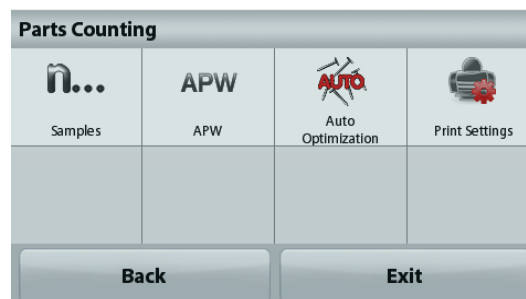 Parts Counting
n...
APW
AUTO
Samples
APW
Auto
Optimization
Print Settings
Back
Exit